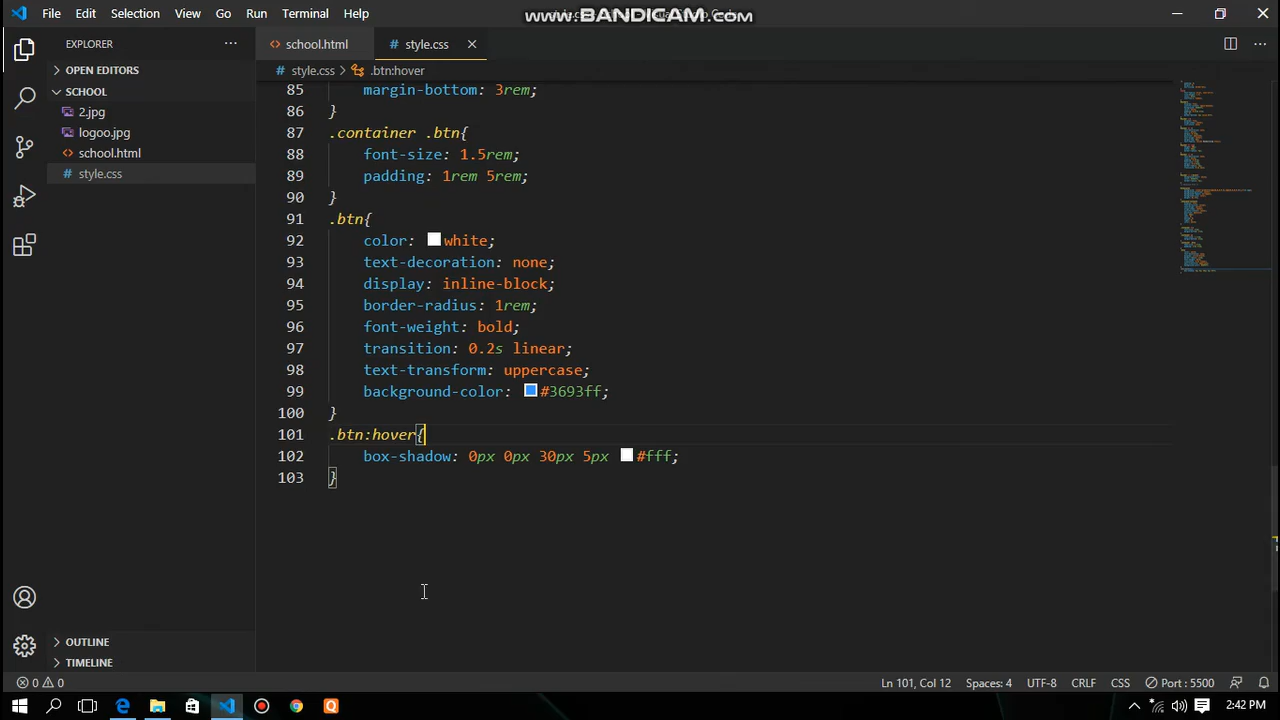 File Edit Selection View Go Run Terminal Help
www.BANDICAM.com
EXPLORER
school.html
style.css
OPEN EDITORS
style.css > .btn:hover
SCHOOL
2.jpg
logoo.jpg
school.html
style.css
85 margin-bottom: 3rem;
86 }
87 .container .btn{
88 font-size: 1.5rem;
89 padding: 1rem 5rem;
90 }
91 .btn{
92 color: white;
93 text-decoration: none;
94 display: inline-block;
95 border-radius: 1rem;
96 font-weight: bold;
97 transition: 0.2s linear;
98 text-transform: uppercase;
99 background-color: #3693ff;
100 }
101 .btn:hover{
102 box-shadow: 0px 0px 30px 5px #fff;
103 }
OUTLINE
TIMELINE
0 0
Ln 101, Col 12 Spaces: 4 UTF-8 CRLF CSS Port : 5500
2:42 PM